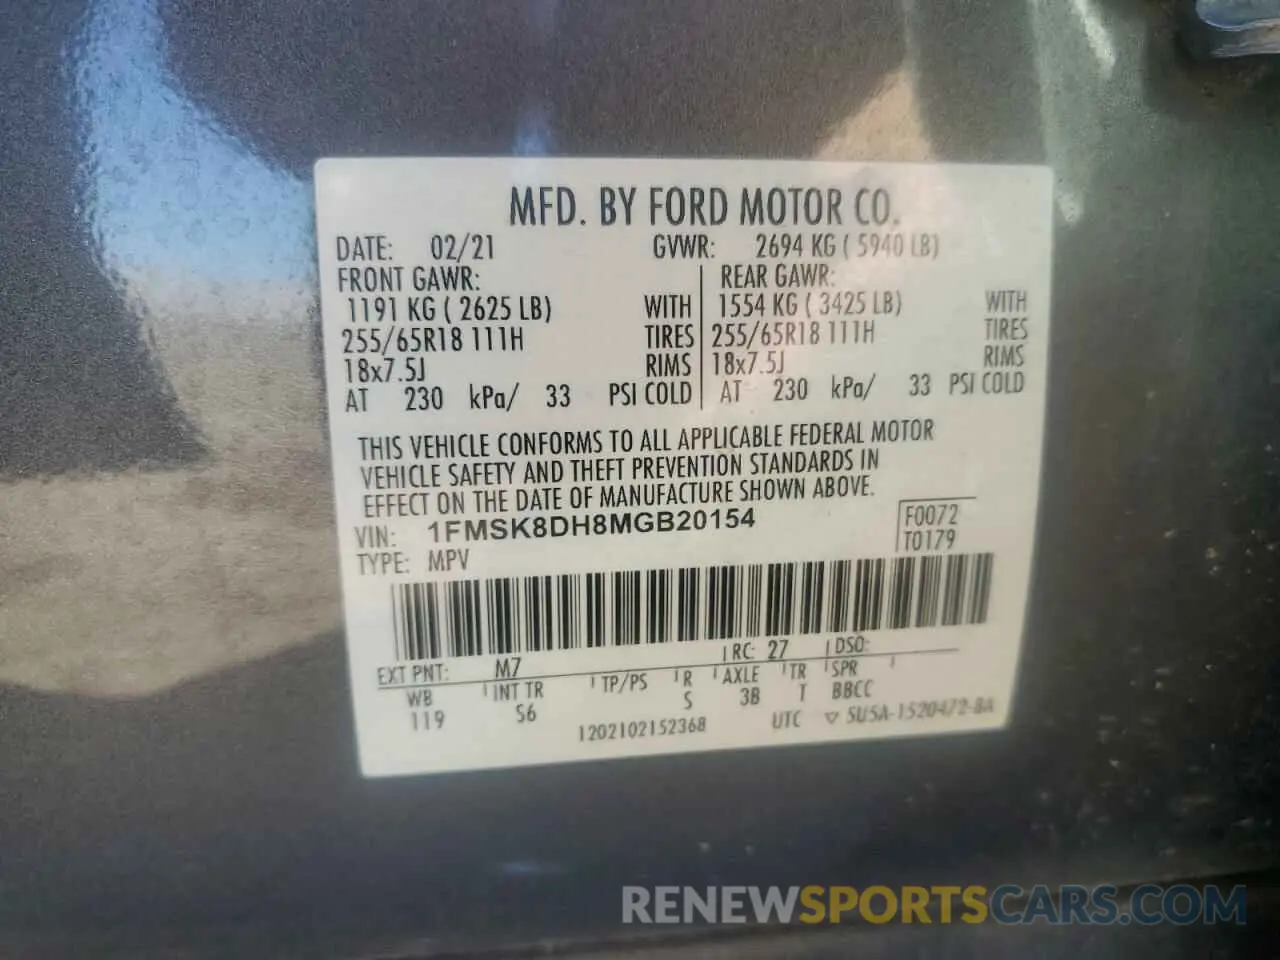 MFD. BY FORD MOTOR CO.
DATE: 02/21 GVWR: 2694 KG ( 5940 LB)
FRONT GAWR: REAR GAWR:
1191 KG ( 2625 LB) WITH 1554 KG ( 3425 LB) WITH
255/65R18 111H TIRES 255/65R18 111H TIRES
18x7.5J RIMS 18x7.5J RIMS
AT 230 kPa/ 33 PSI COLD AT 230 kPa/ 33 PSI COLD
THIS VEHICLE CONFORMS TO ALL APPLICABLE FEDERAL MOTOR
VEHICLE SAFETY AND THEFT PREVENTION STANDARDS IN
EFFECT ON THE DATE OF MANUFACTURE SHOWN ABOVE.
VIN: 1FMSK8DH8MGB20154 F0072
TYPE: MPV T0179
EXT PNT: M7 RC: 27 DSO:
WB INT TR TP/PS R AXLE TR SPR
119 S6 S 3B T BBCC
1202102152368 UTC ▽ 5U5A-1520472-BA
RENEWSPORTSCARS.COM